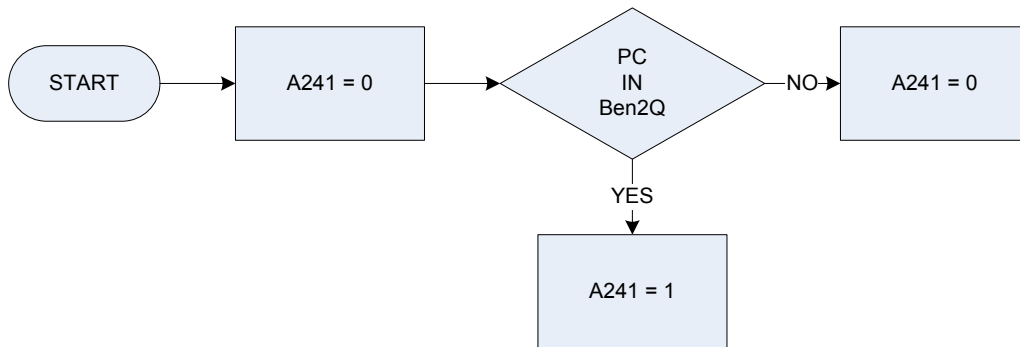 START
A241 = 0
PC
IN
Ben2Q
NO
A241 = 0
YES
A241 = 1